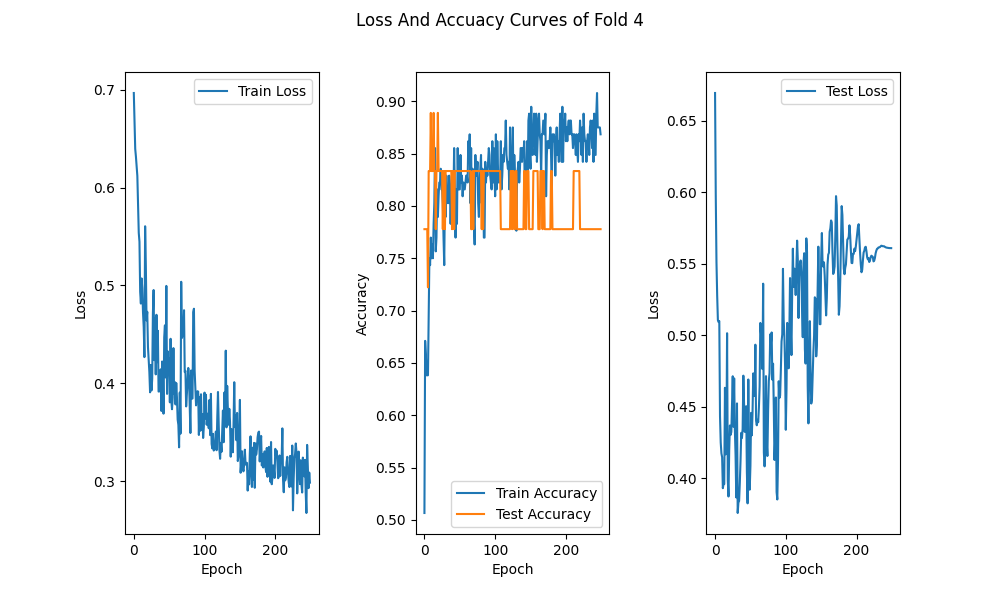 Loss And Accuacy Curves of Fold 4
Train Loss
0.7
0.6
0.5
0.4
0.3
Loss
0 100 200
Epoch
0.90
0.85
0.80
0.75
0.70
0.65
0.60
0.55
0.50
Accuracy
Train Accuracy
Test Accuracy
0 100 200
Epoch
Test Loss
0.65
0.60
0.55
0.50
0.45
0.40
Loss
0 100 200
Epoch